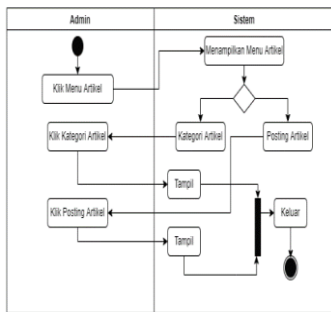 Admin
Sistem
Menampilkan Menu Artikel
Klik Menu Artikel
Klik Kategori Artikel
Kategori Artikel
Posting Artikel
Tampil
Klik Posting Artikel
Keluar
Tampil